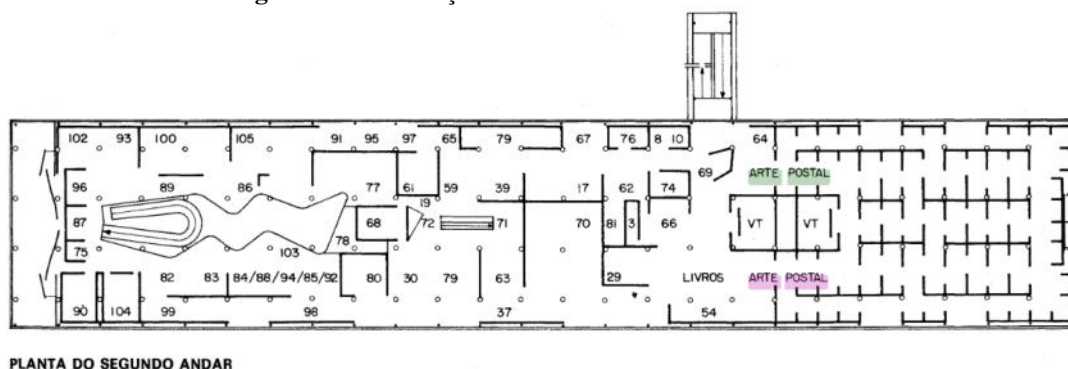 102 93 100 105 91 95 97 65 79 67 76 8 10 64
69 ARTE POSTAL
96 89 86 77 61 59 39 17 62 74
19
87 68 72 71 70 81 3 66 VT VT
78
75 103
82 83 84/88/94/85/92 80 30 79 63 29 LIVROS ARTE POSTAL
90 104 99 98 37 54
PLANTA DO SEGUNDO ANDAR